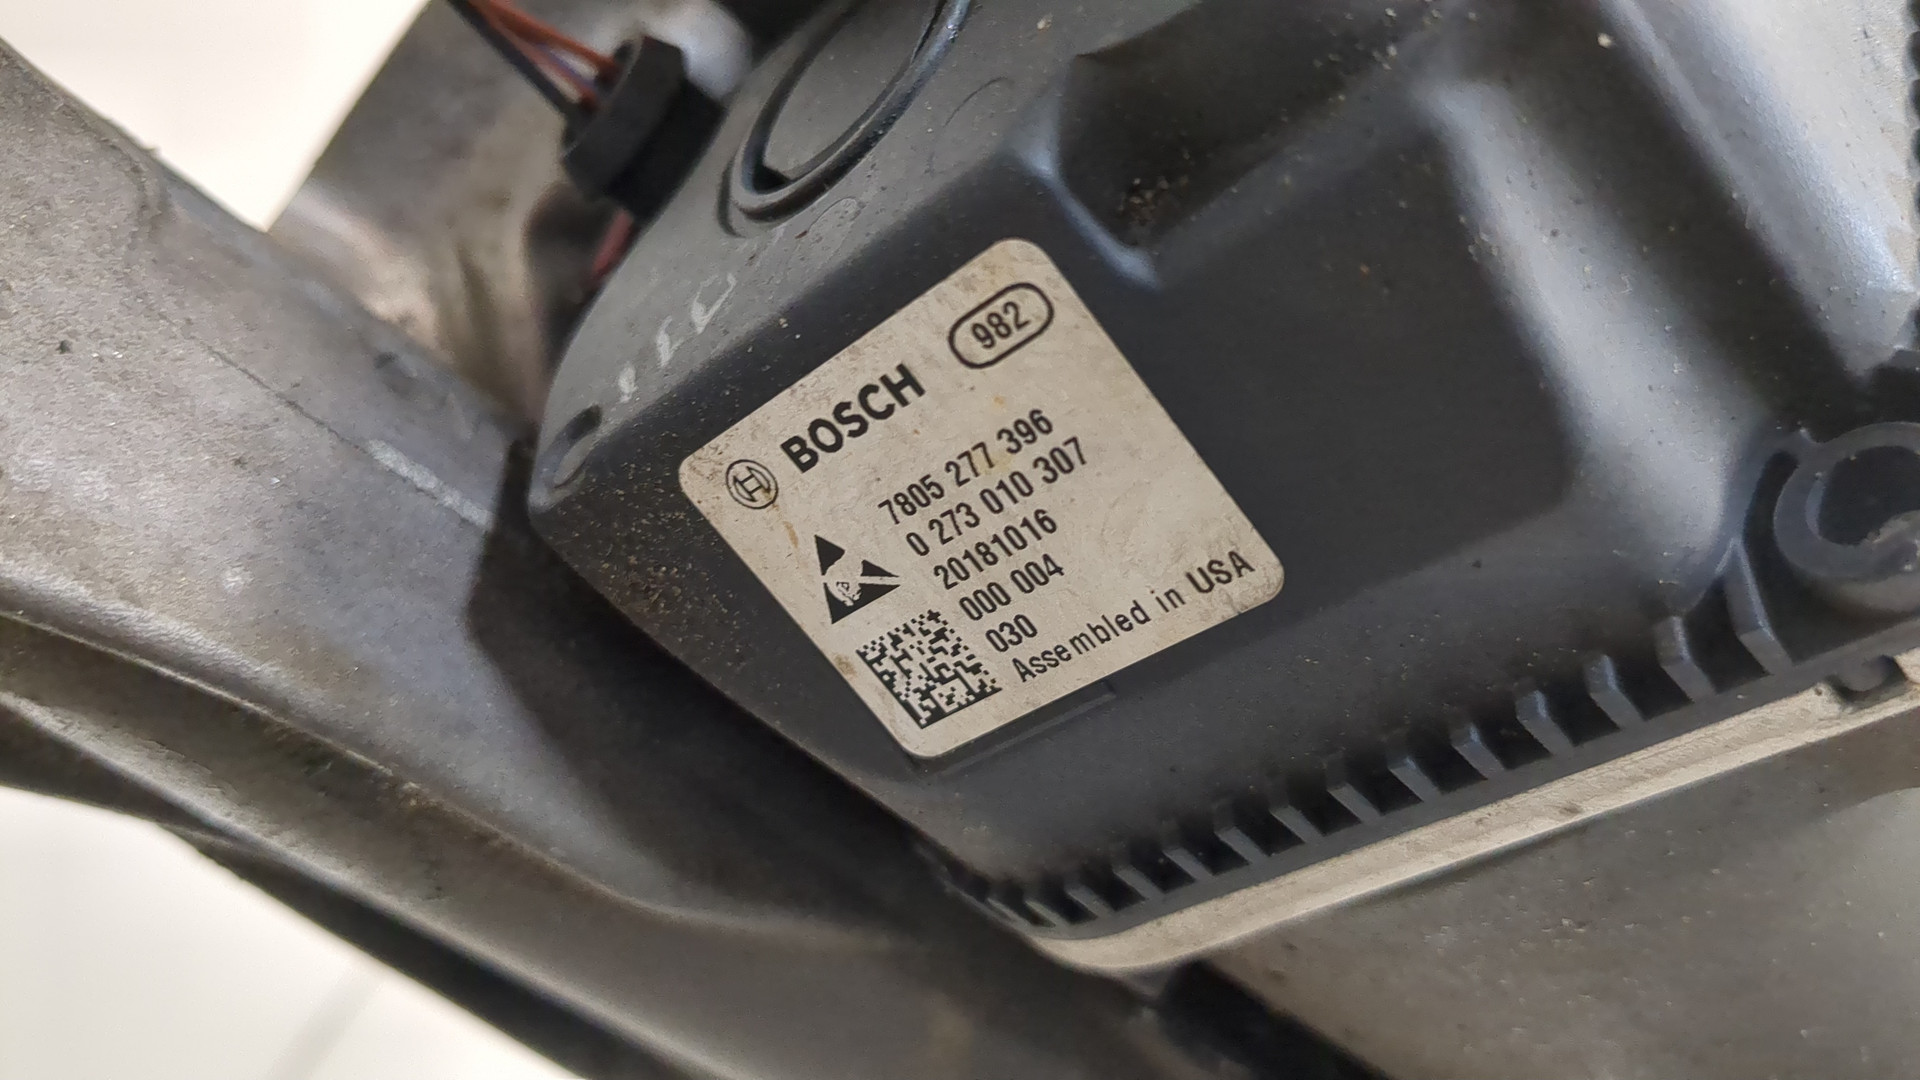 982
BOSCH
7805 277 396
0 273 010 307
20181016
000 004
030
Assembled in USA